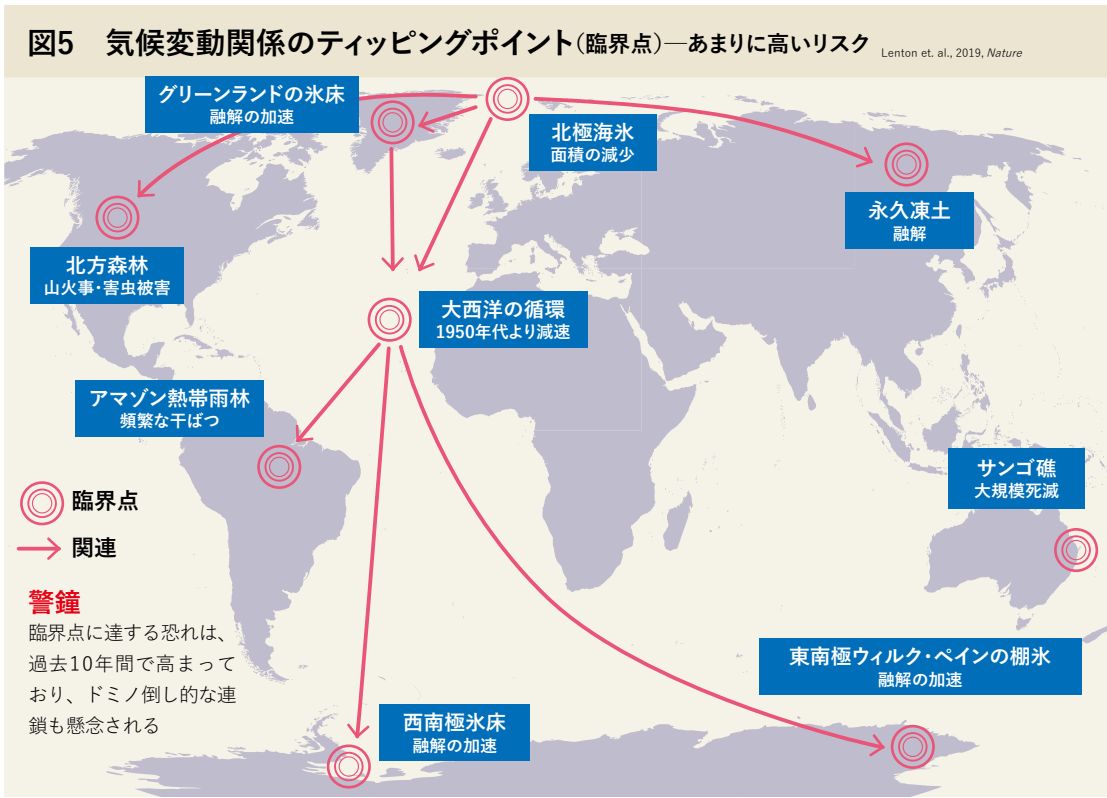 図5 気候変動関係のティッピングポイント(臨界点)―あまりに高いリスク Lenton et. al., 2019, Nature
グリーンランドの氷床
融解の加速
北極海氷
面積の減少
永久凍土
融解
北方森林
山火事・害虫被害
大西洋の循環
1950年代より減速
アマゾン熱帯雨林
頻繁な干ばつ
サンゴ礁
大規模死滅
臨界点
関連
警鐘
臨界点に達する恐れは、
過去10年間で高まって
おり、ドミノ倒し的な連
鎖も懸念される
東南極ウィルク・ペインの棚氷
融解の加速
西南極氷床
融解の加速